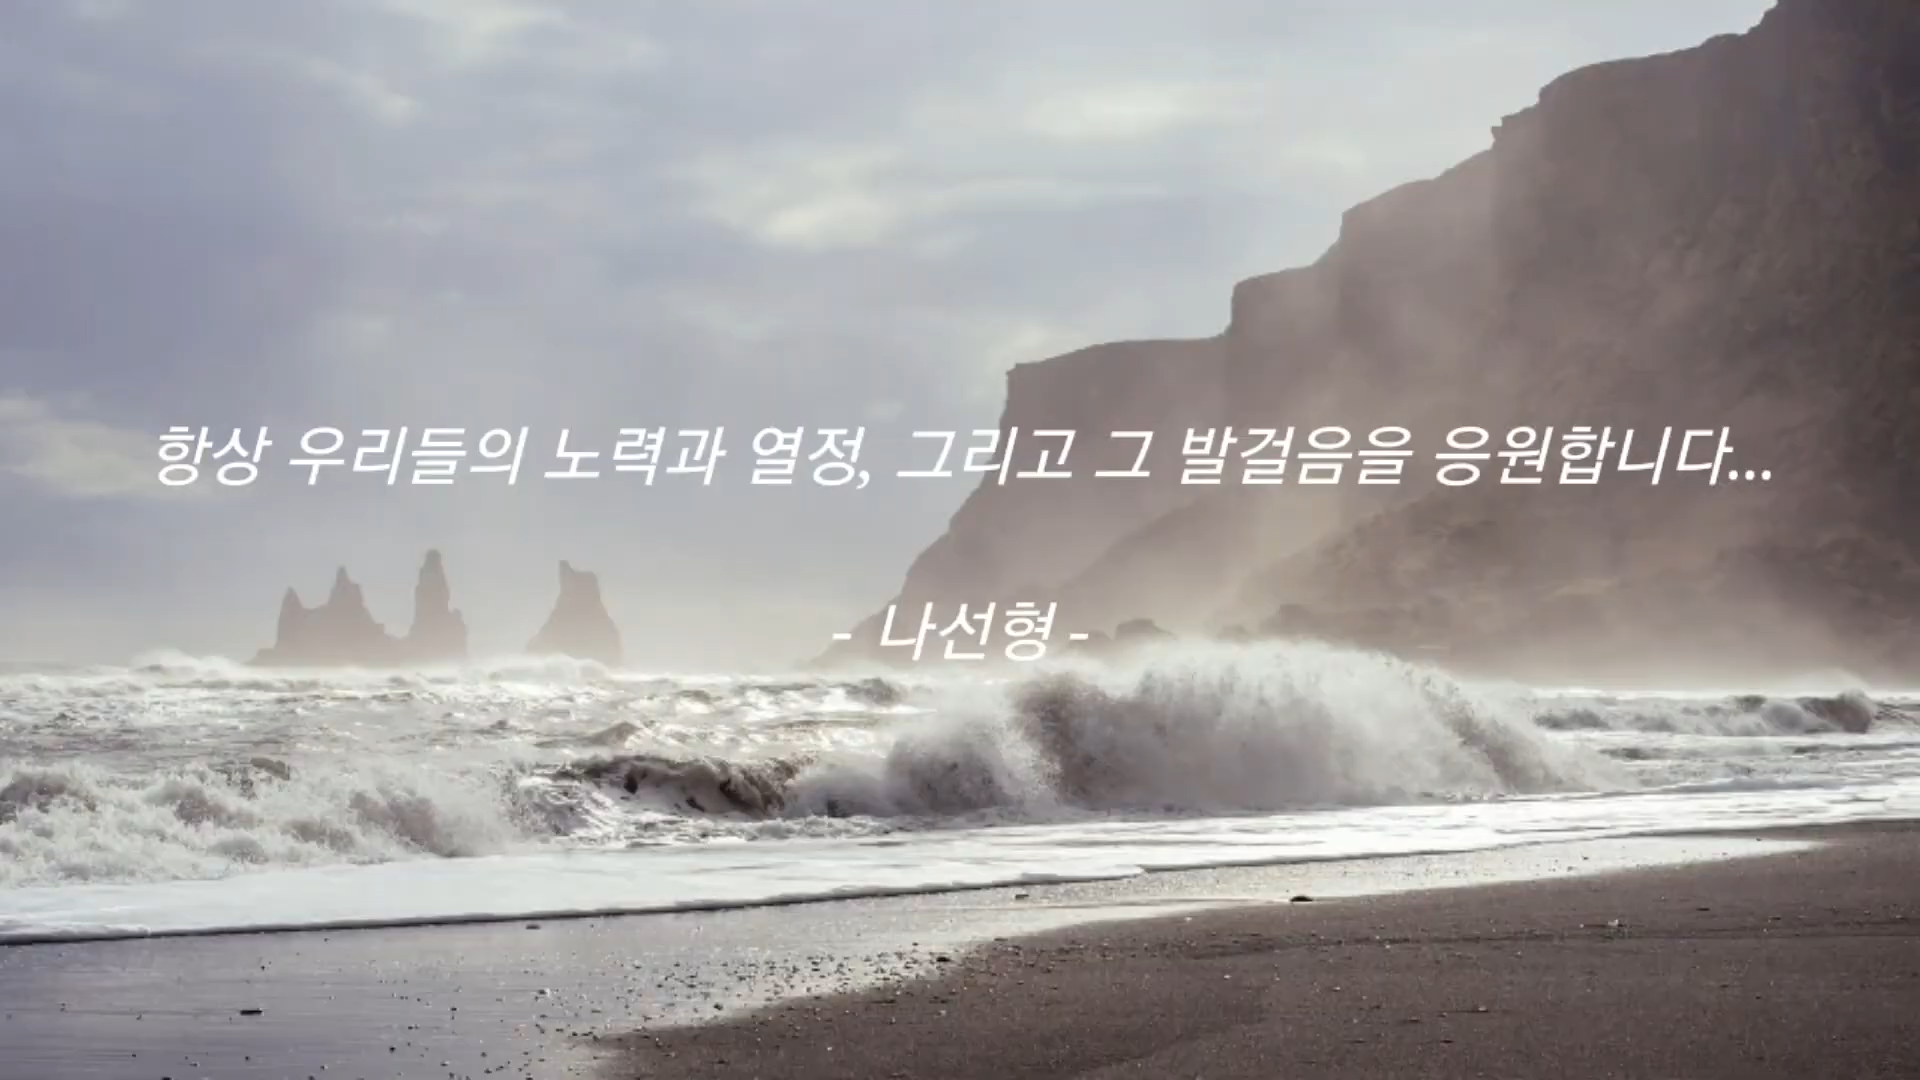 항상 우리들의 노력과 열정, 그리고 그 발걸음을 응원합니다...
- 나선형 -